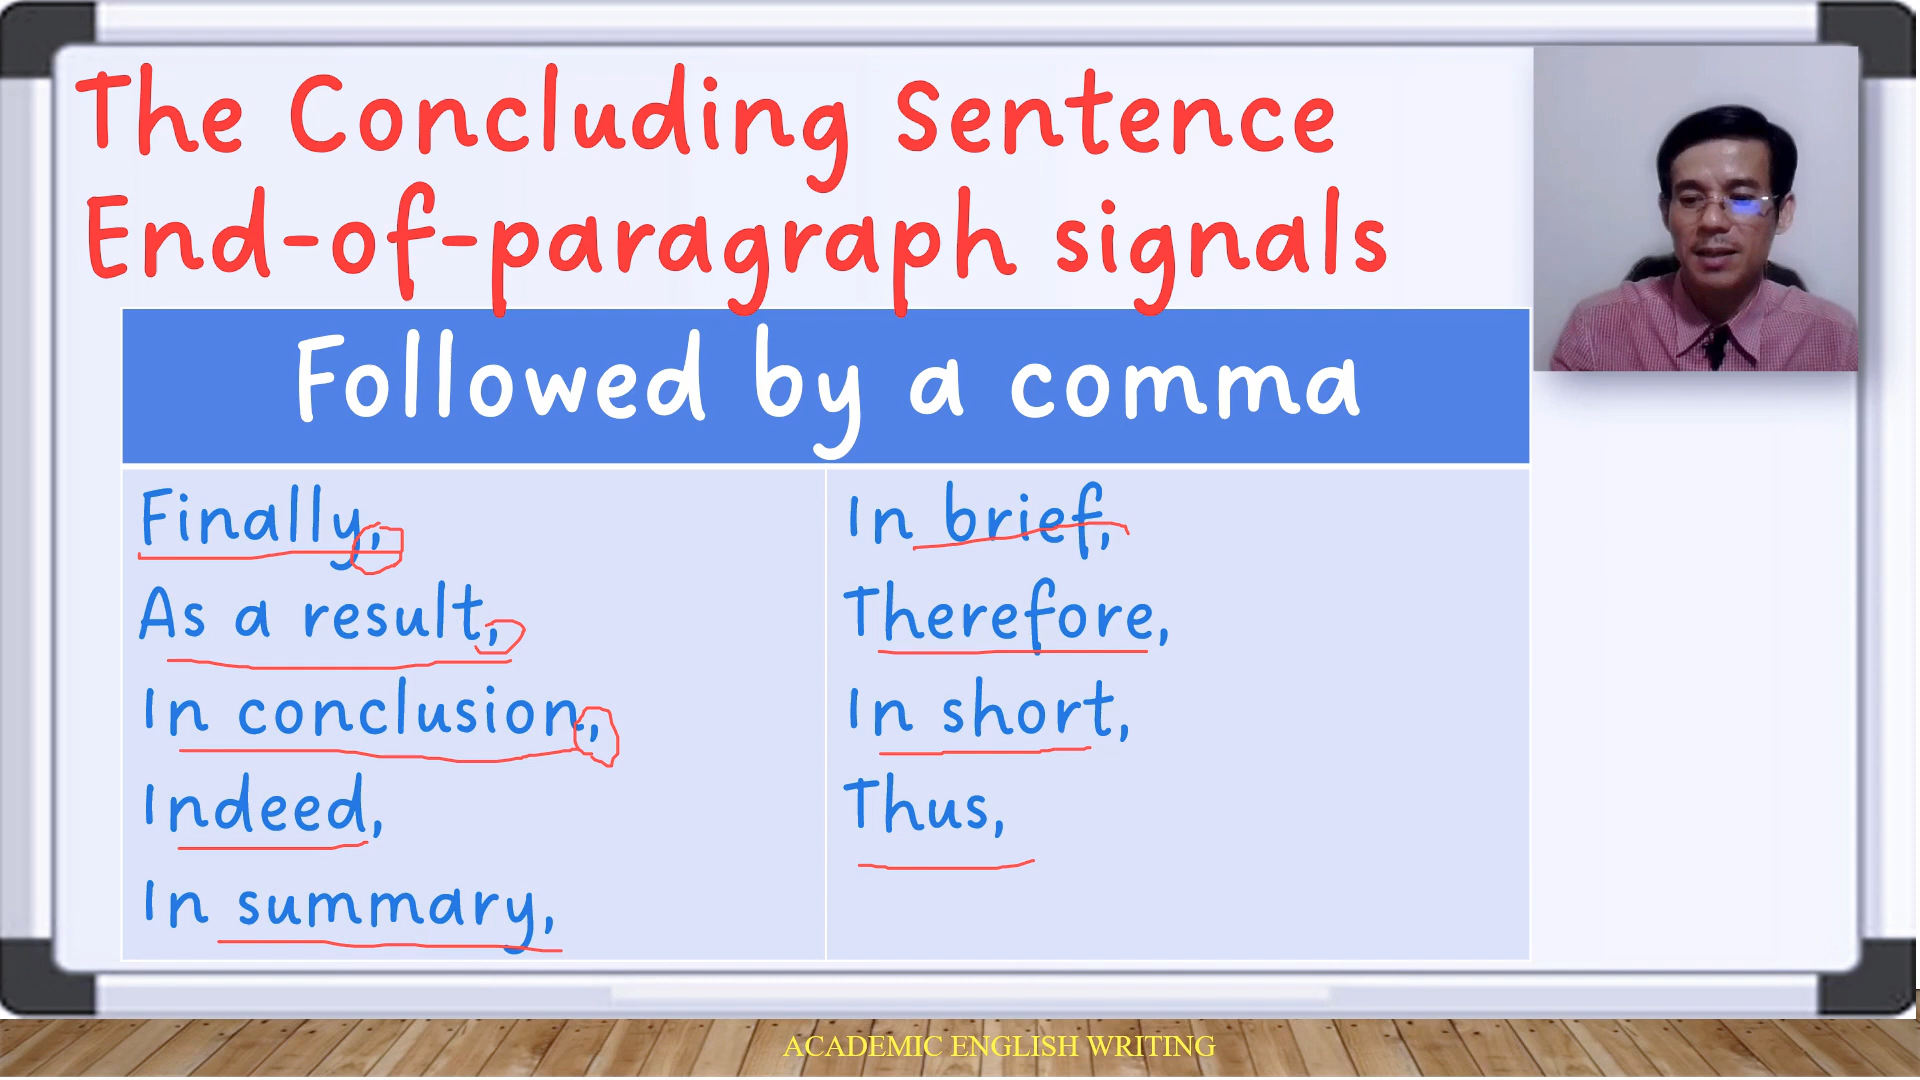 The Concluding Sentence
End-of-paragraph signals
Followed by a comma
Finally,
As a result,
In conclusion,
Indeed,
In summary,
In brief,
Therefore,
In short,
Thus,
ACADEMIC ENGLISH WRITING